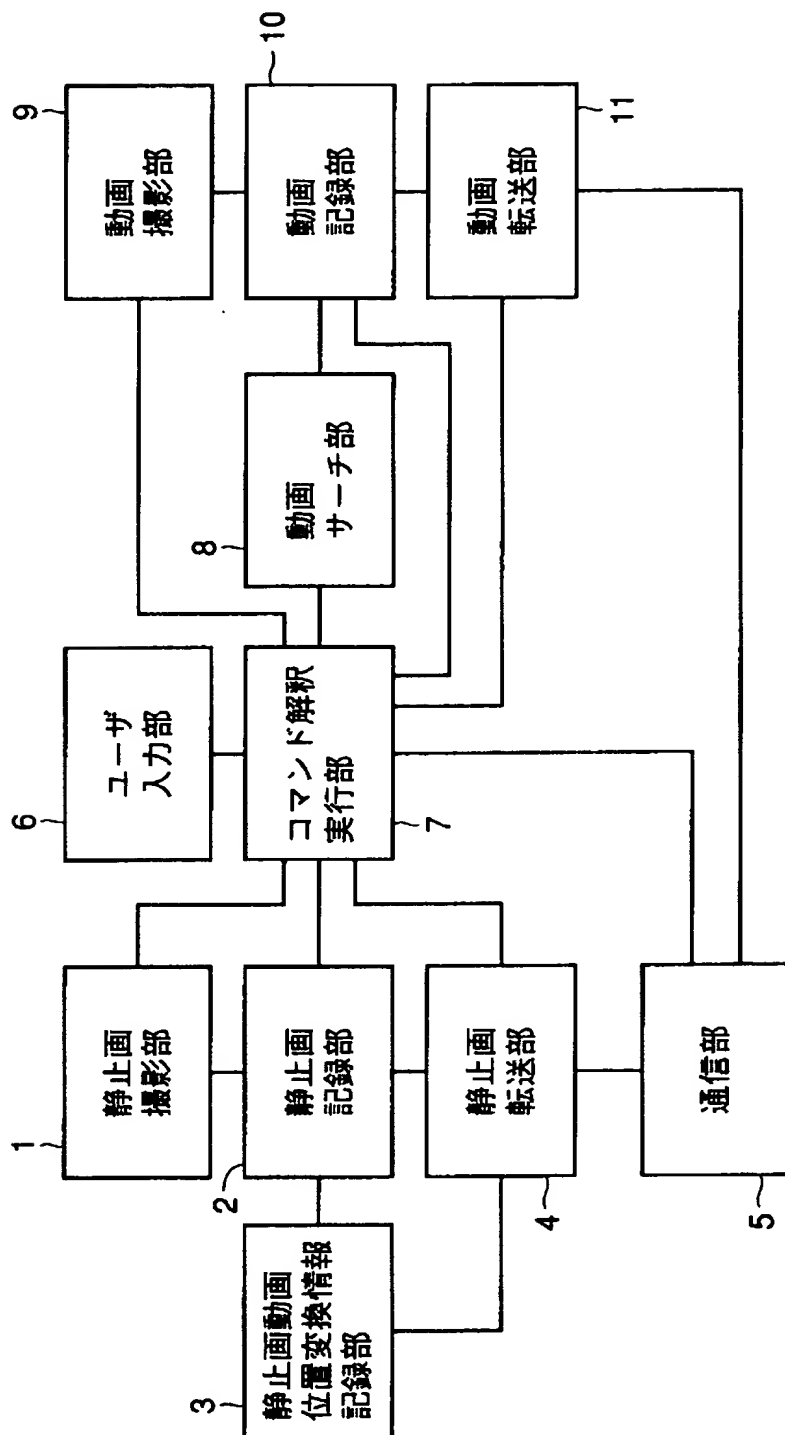 1
静止画
撮影部
2
静止画
記録部
3
静止画動画
位置変換情報
記録部
4
静止画
転送部
5
通信部
6
ユーザ
入力部
7
コマンド解釈
実行部
8
動画
サーチ部
9
動画
撮影部
10
動画
記録部
11
動画
転送部